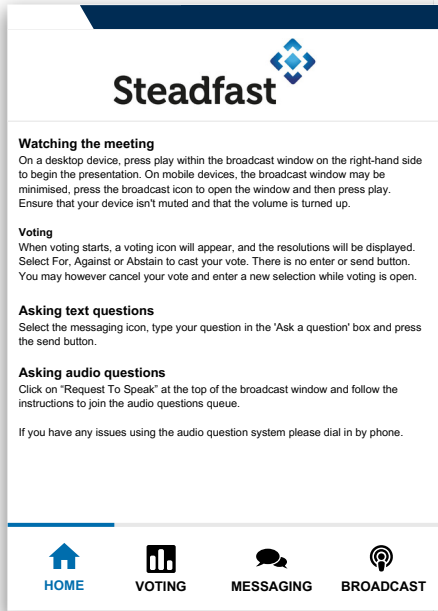 Steadfast
Watching the meeting
On a desktop device, press play within the broadcast window on the right-hand side
to begin the presentation. On mobile devices, the broadcast window may be
minimised, press the broadcast icon to open the window and then press play.
Ensure that your device isn't muted and that the volume is turned up.
Voting
When voting starts, a voting icon will appear, and the resolutions will be displayed.
Select For, Against or Abstain to cast your vote. There is no enter or send button.
You may however cancel your vote and enter a new selection while voting is open.
Asking text questions
Select the messaging icon, type your question in the 'Ask a question' box and press
the send button.
Asking audio questions
Click on “Request To Speak” at the top of the broadcast window and follow the
instructions to join the audio questions queue.
If you have any issues using the audio question system please dial in by phone.
HOME VOTING MESSAGING BROADCAST